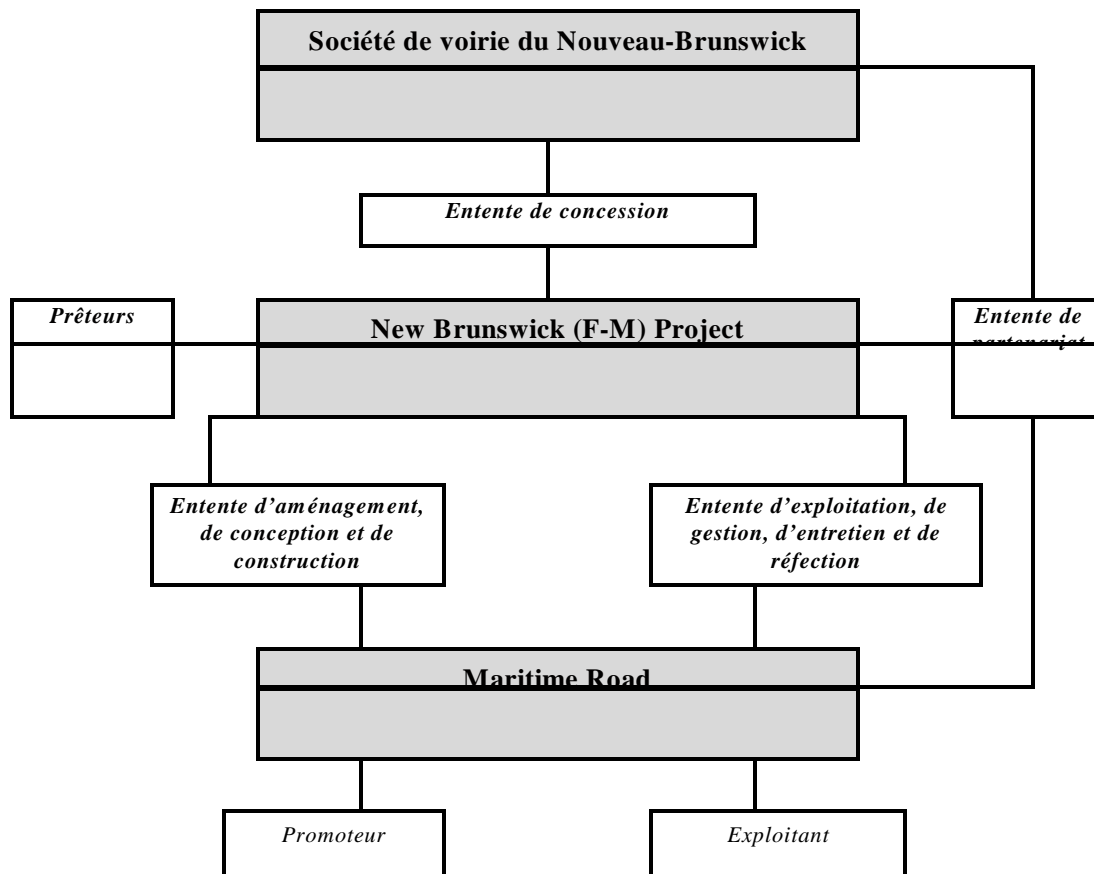 Société de voirie du Nouveau-Brunswick
Entente de concession
Prêteurs
New Brunswick (F-M) Project
Entente de
partenariat
Entente d'aménagement,
de conception et de
construction
Entente d'exploitation, de
gestion, d'entretien et de
réfection
Maritime Road
Promoteur
Exploitant